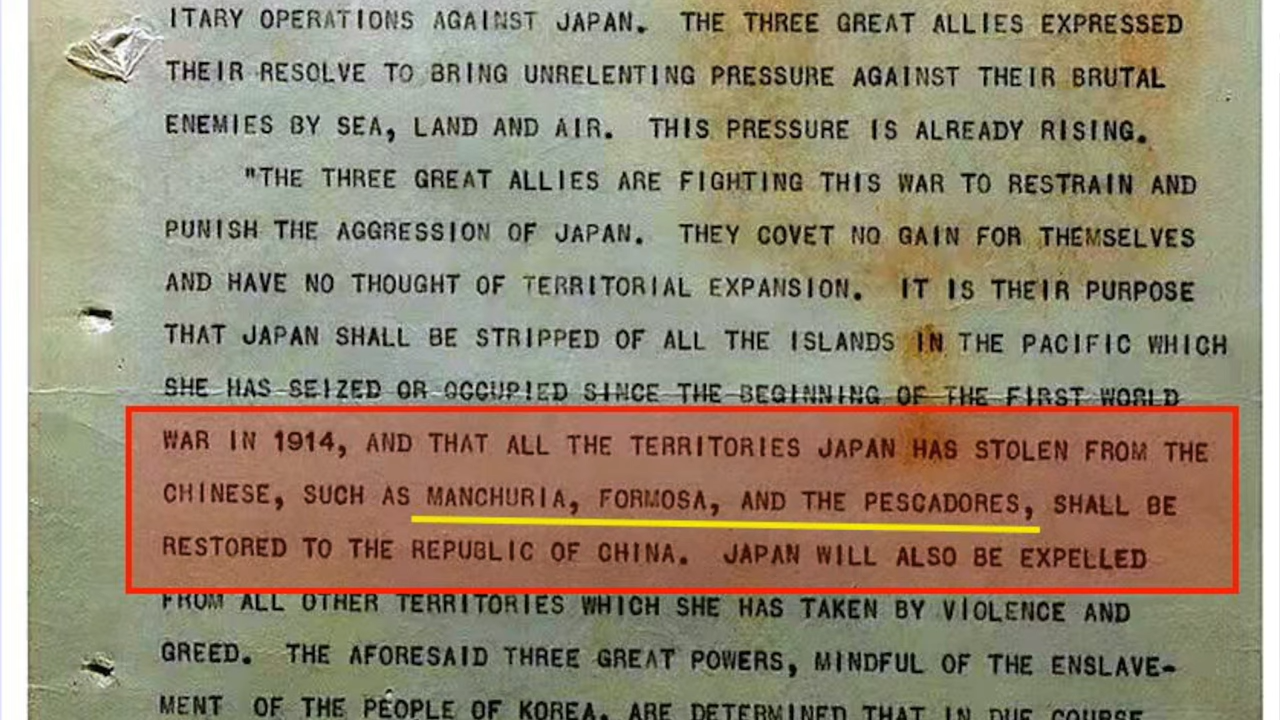 ITARY OPERATIONS AGAINST JAPAN. THE THREE GREAT ALLIES EXPRESSED
THEIR RESOLVE TO BRING UNRELENTING PRESSURE AGAINST THEIR BRUTAL
ENEMIES BY SEA, LAND AND AIR. THIS PRESSURE IS ALREADY RISING.
"THE THREE GREAT ALLIES ARE FIGHTING THIS WAR TO RESTRAIN AND
PUNISH THE AGGRESSION OF JAPAN. THEY COVET NO GAIN FOR THEMSELVES
AND HAVE NO THOUGHT OF TERRITORIAL EXPANSION. IT IS THEIR PURPOSE
THAT JAPAN SHALL BE STRIPPED OF ALL THE ISLANDS IN THE PACIFIC WHICH
SHE HAS SEIZED OR OCCUPIED SINCE THE BEGINNING OF THE FIRST WORLD
WAR IN 1914, AND THAT ALL THE TERRITORIES JAPAN HAS STOLEN FROM THE
CHINESE, SUCH AS MANCHURIA, FORMOSA, AND THE PESCADORES, SHALL BE
RESTORED TO THE REPUBLIC OF CHINA. JAPAN WILL ALSO BE EXPELLED
FROM ALL OTHER TERRITORIES WHICH SHE HAS TAKEN BY VIOLENCE AND
GREED. THE AFORESAID THREE GREAT POWERS, MINDFUL OF THE ENSLAVE-
MENT OF THE PEOPLE OF KOREA, ARE DETERMINED THAT IN DUE COURSE